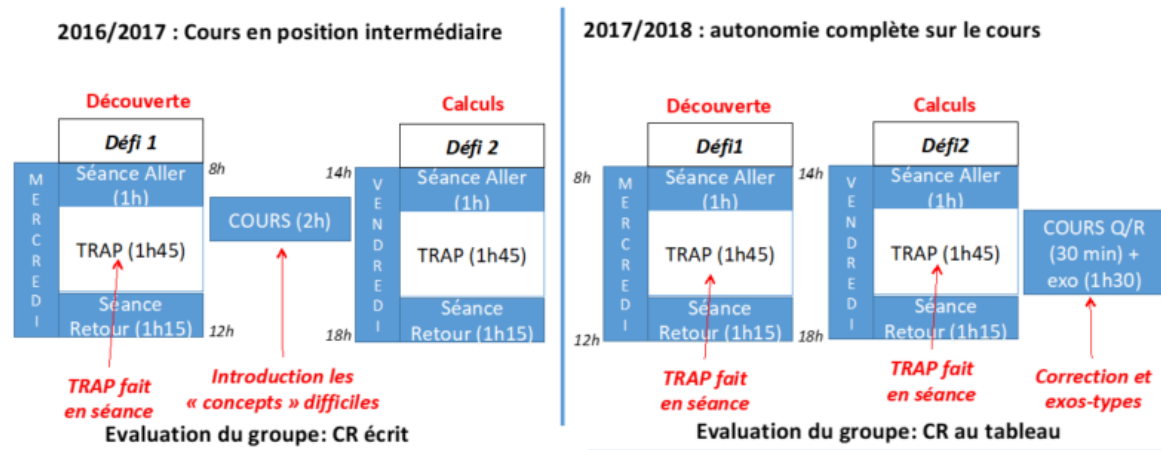 2016/2017 : Cours en position intermédiaire
Découverte
Calculs
Défi 1
Défi 2
MERCREDI
8h
Séance Aller
(1h)
TRAP (1h45)
Séance
Retour (1h15)
12h
COURS (2h)
14h
VENDREDI
Séance Aller
(1h)
TRAP (1h45)
Séance
Retour (1h15)
18h
TRAP fait
en séance
Introduction les
« concepts » difficiles
Evaluation du groupe: CR écrit
2017/2018 : autonomie complète sur le cours
Découverte
Calculs
Défi1
Défi2
8h
MERCREDI
Séance Aller
(1h)
TRAP (1h45)
Séance
Retour (1h15)
12h
14h
VENDREDI
Séance Aller
(1h)
TRAP (1h45)
Séance
Retour (1h15)
18h
COURS Q/R
(30 min) +
exo (1h30)
TRAP fait
en séance
TRAP fait
en séance
Correction et
exos-types
Evaluation du groupe: CR au tableau